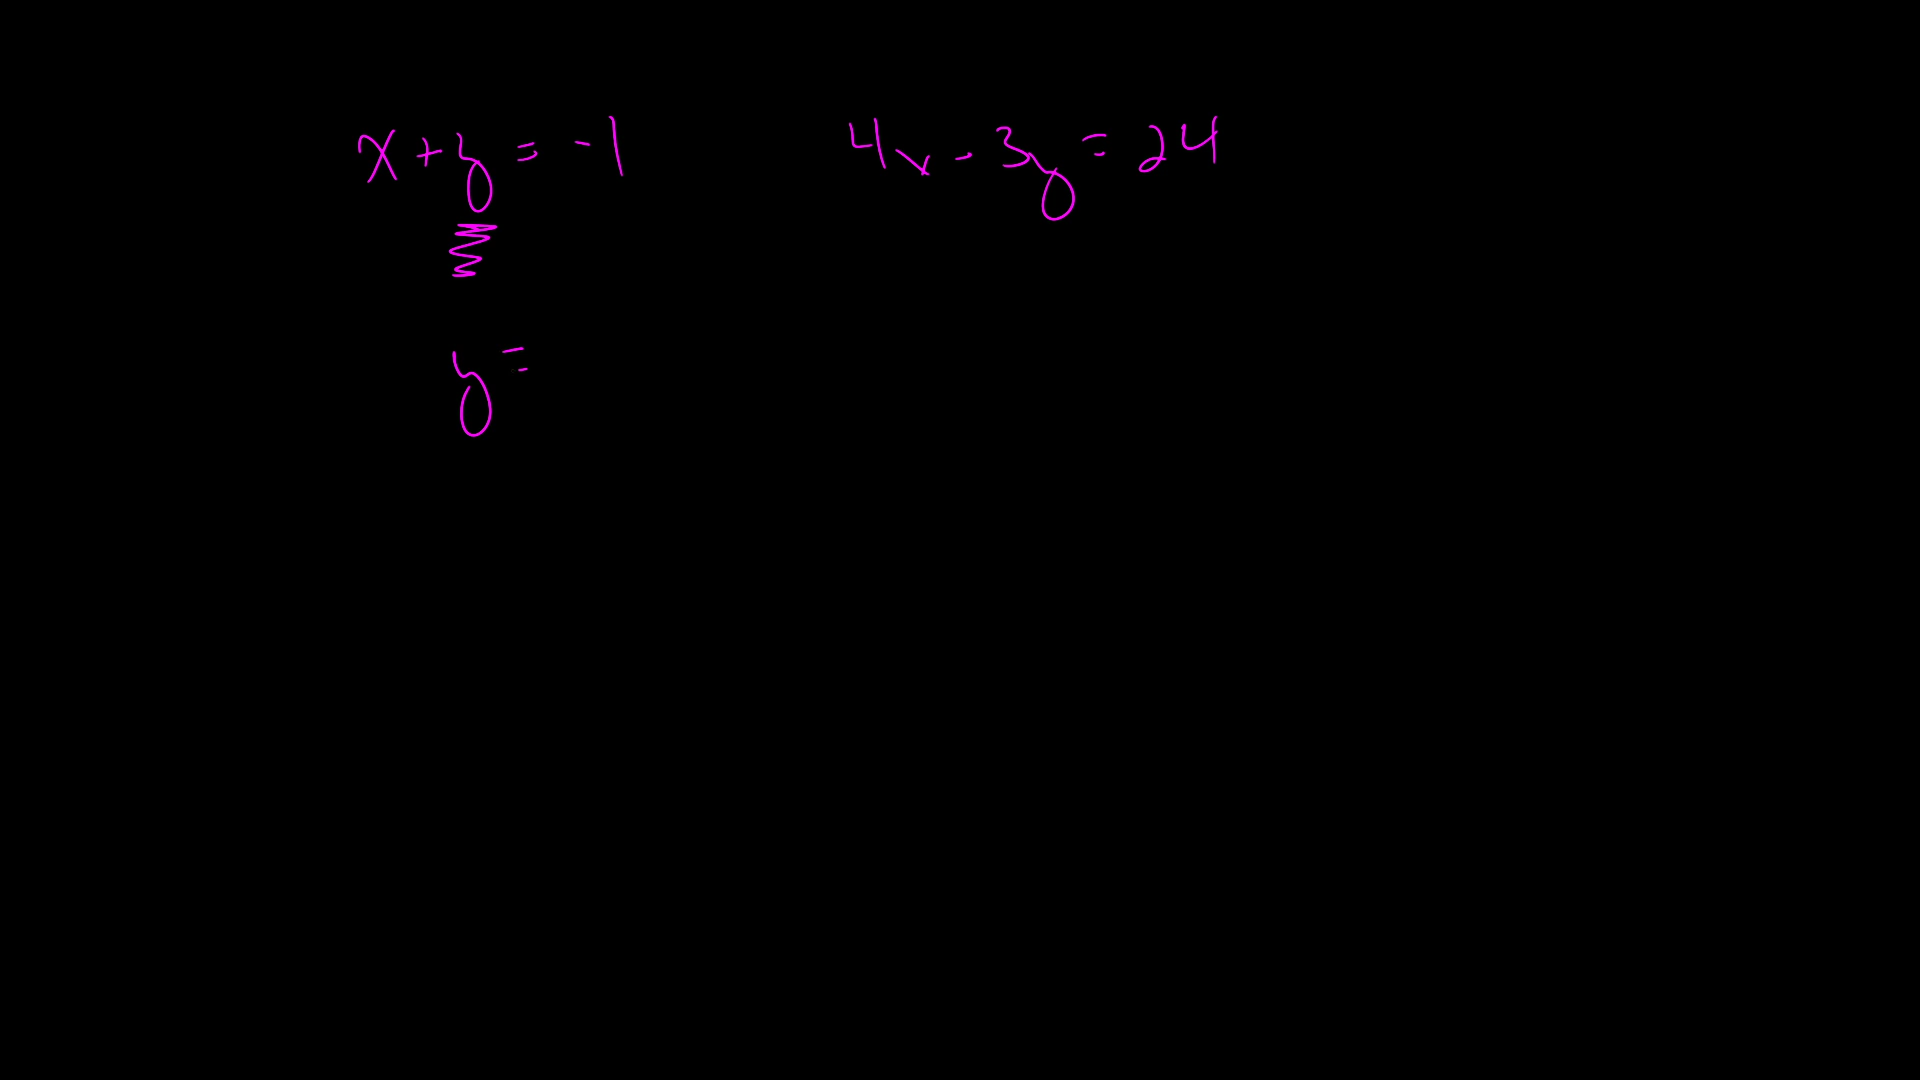 x + y = -1 4x - 3y = 24
y =